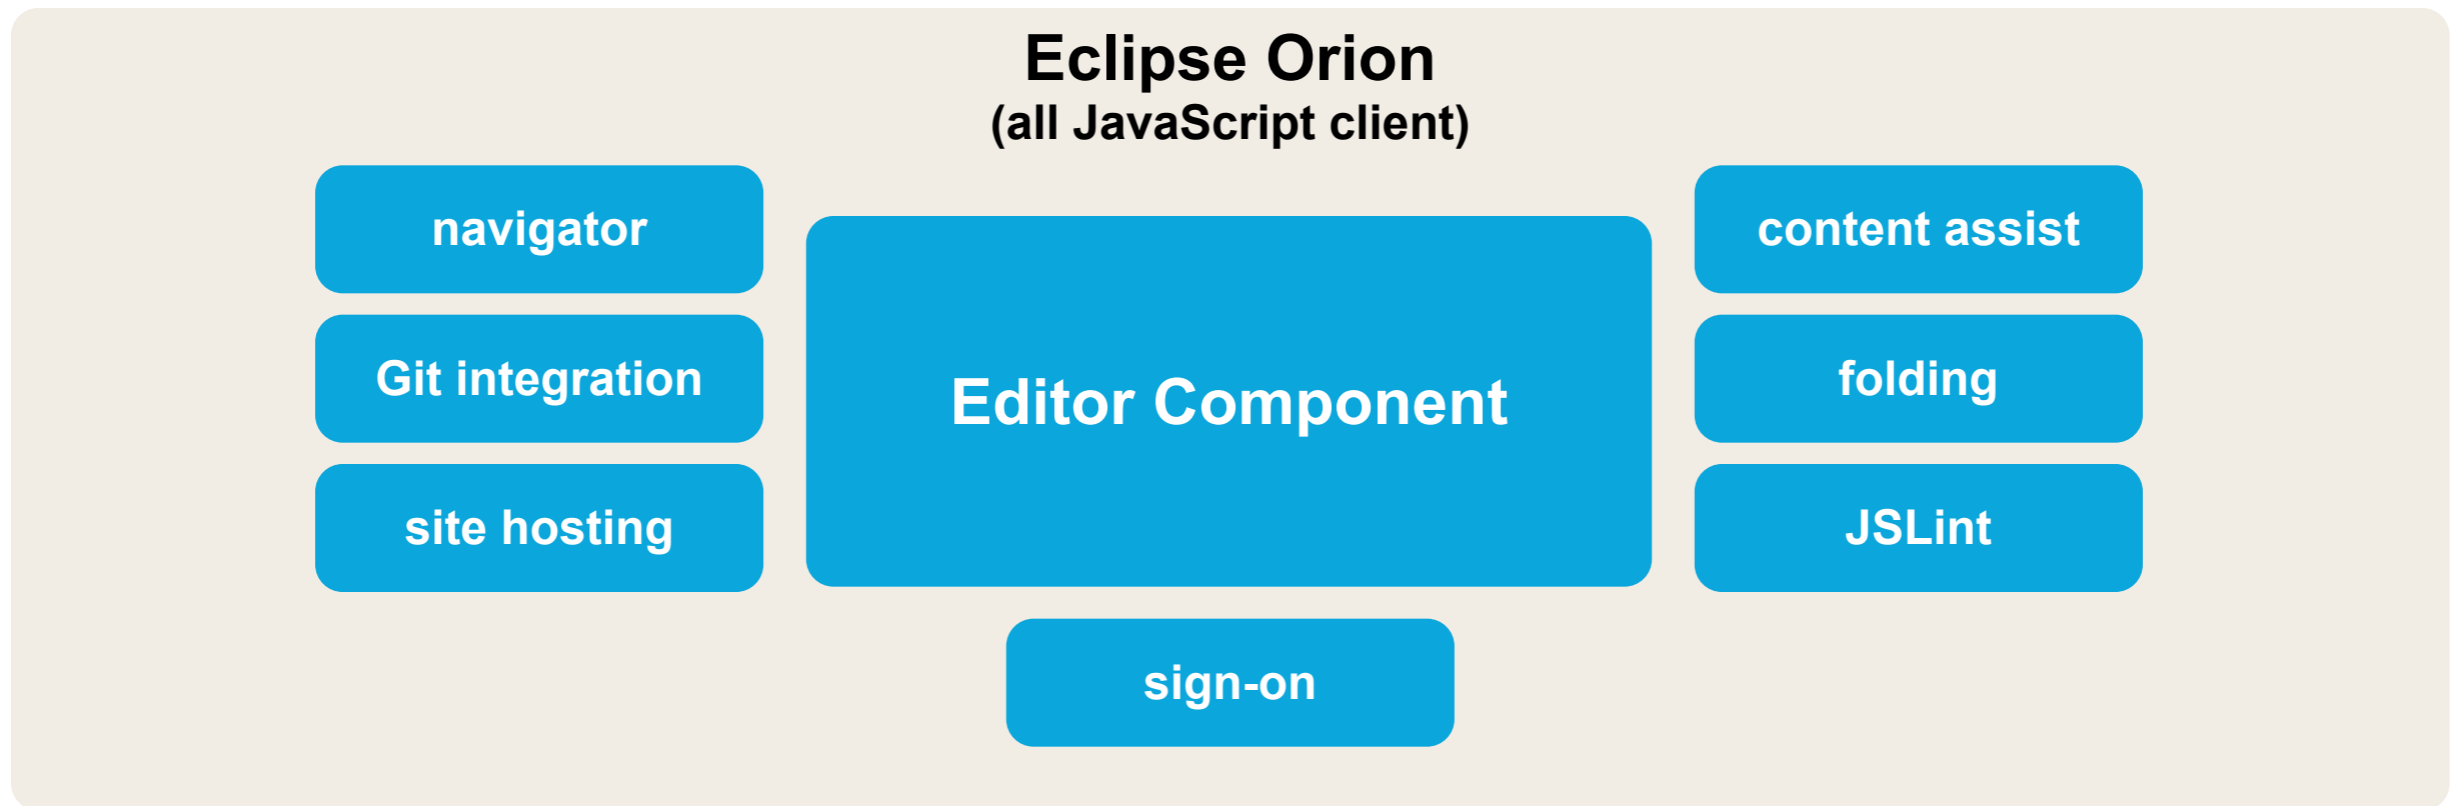 Eclipse Orion
(all JavaScript client)
navigator
Git integration
site hosting
Editor Component
content assist
folding
JSLint
sign-on